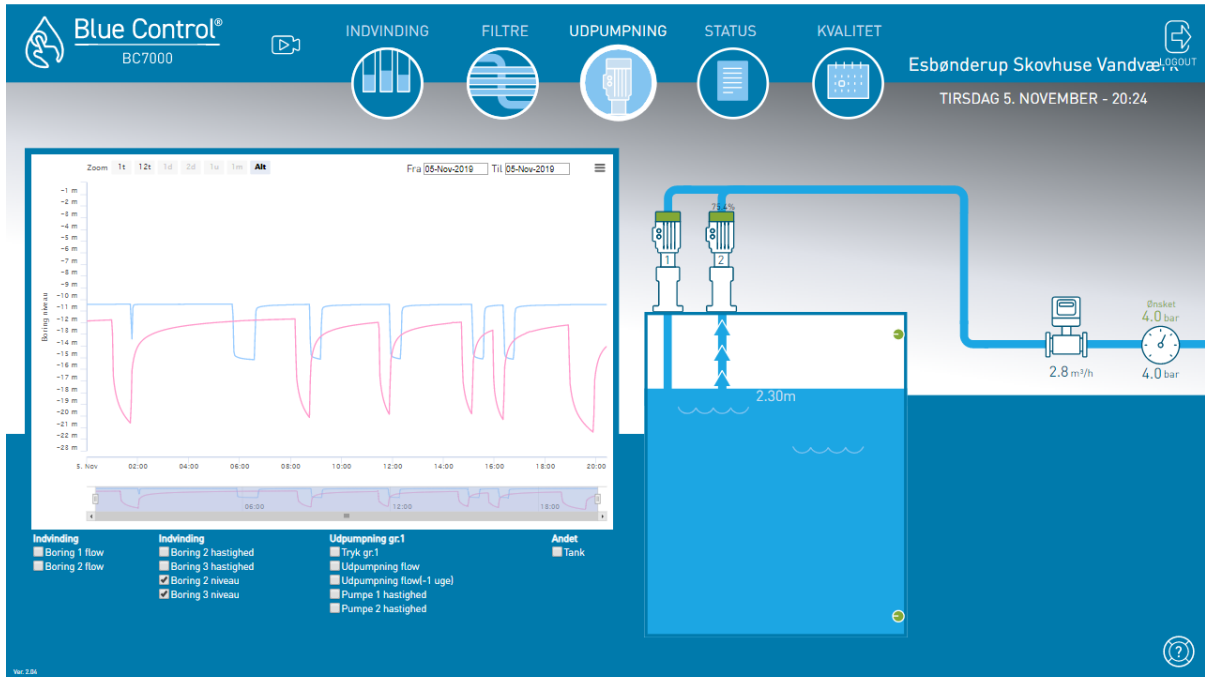 Blue Control®
BC7000
INDVINDING
FILTRE
UDPUMPNING
STATUS
KVALITET
LOGOUT
Esbønderup Skovhuse Vandværk
TIRSDAG 5. NOVEMBER - 20:24
Zoom 1t 12t 1d 2d 1u 1m Alt
Fra 05-Nov-2019 Til 05-Nov-2019
Boring niveau
-1 m
-2 m
-3 m
-4 m
-5 m
-6 m
-7 m
-8 m
-9 m
-10 m
-11 m
-12 m
-13 m
-14 m
-15 m
-16 m
-17 m
-18 m
-19 m
-20 m
-21 m
-22 m
-23 m
5. Nov 02:00 04:00 06:00 08:00 10:00 12:00 14:00 16:00 18:00 20:00
06:00 12:00 18:00
75.4%
1
2
2.30m
2.8 m³/h
Ønsket
4.0 bar
4.0 bar
Indvinding
Boring 1 flow
Boring 2 flow
Indvinding
Boring 2 hastighed
Boring 3 hastighed
Boring 2 niveau
Boring 3 niveau
Udpumpning gr.1
Tryk gr.1
Udpumpning flow
Udpumpning flow(-1 uge)
Pumpe 1 hastighed
Pumpe 2 hastighed
Andet
Tank
?
Ver. 2.06